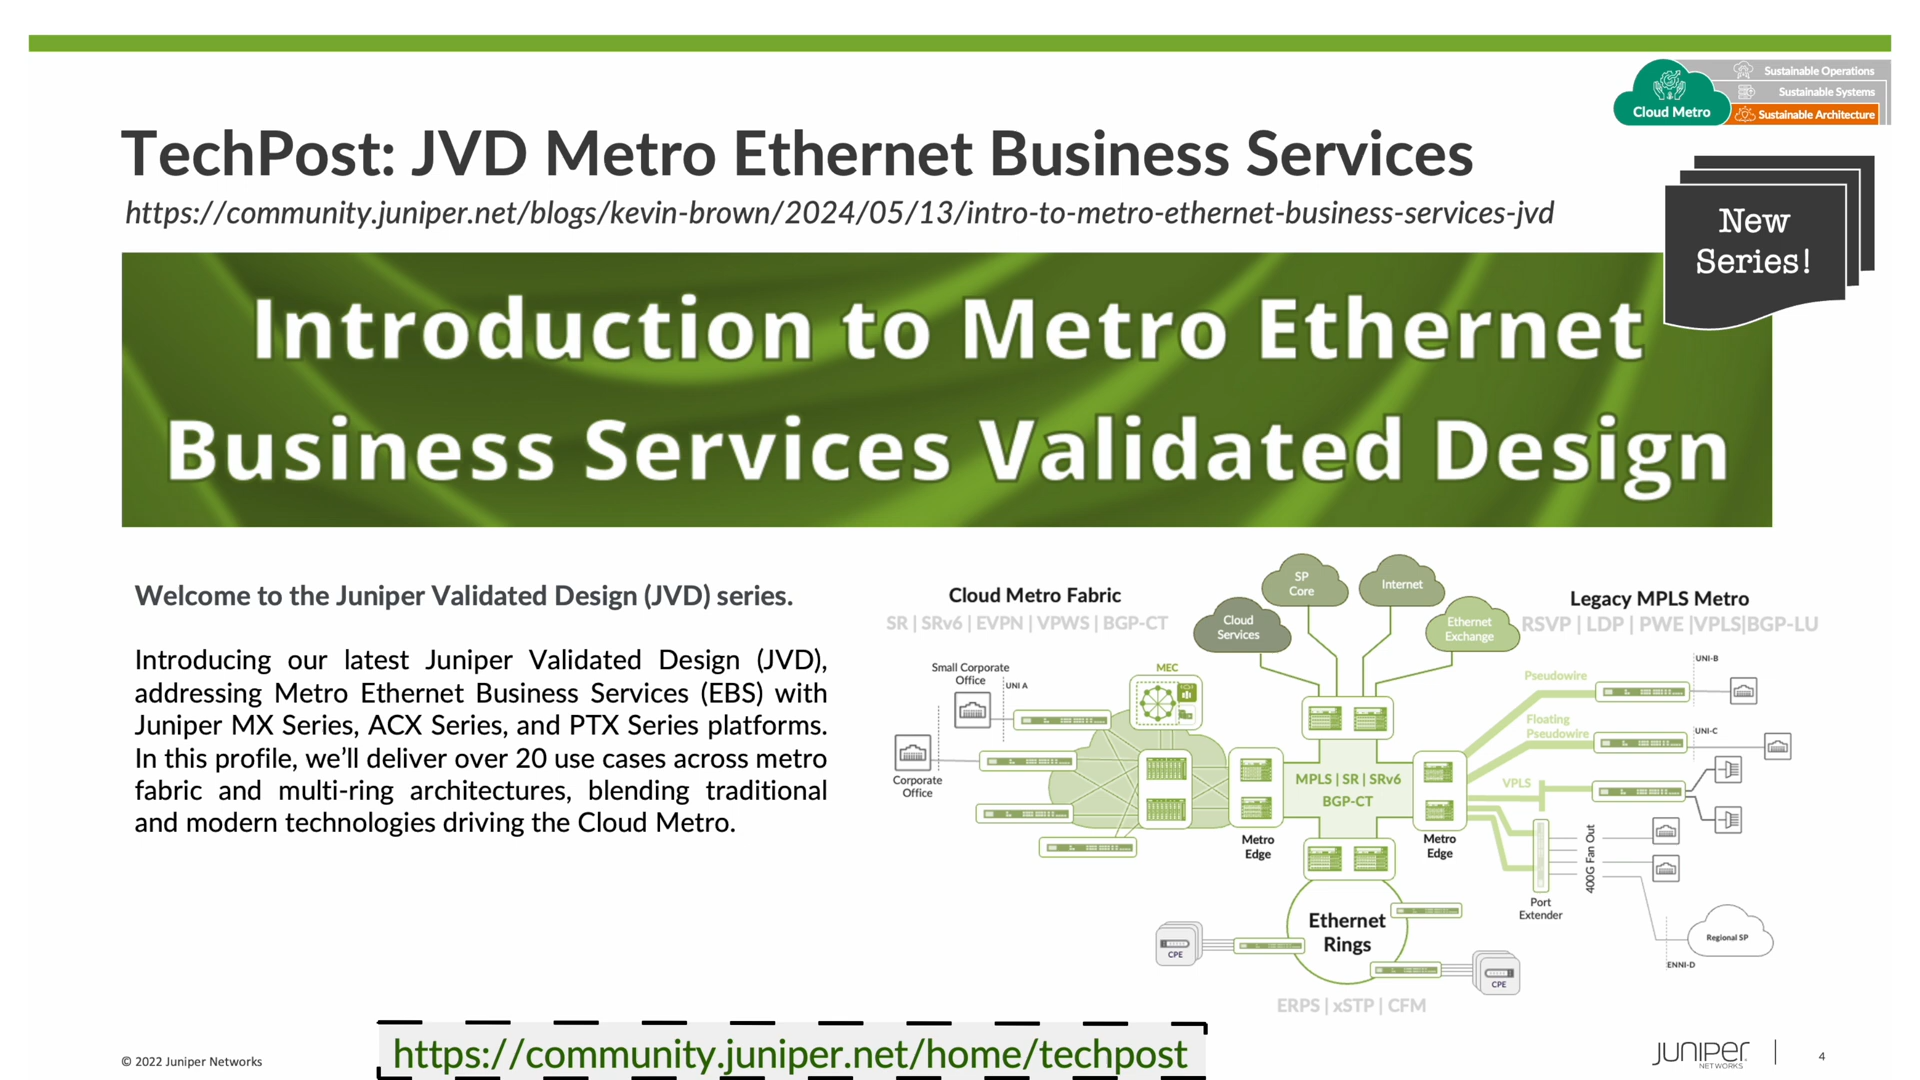 Sustainable Operations
Sustainable Systems
Sustainable Architecture
Cloud Metro
TechPost: JVD Metro Ethernet Business Services
https://community.juniper.net/blogs/kevin-brown/2024/05/13/intro-to-metro-ethernet-business-services-jvd
New
Series!
Introduction to Metro Ethernet
Business Services Validated Design
Welcome to the Juniper Validated Design (JVD) series.
Introducing our latest Juniper Validated Design (JVD),
addressing Metro Ethernet Business Services (EBS) with
Juniper MX Series, ACX Series, and PTX Series platforms.
In this profile, we’ll deliver over 20 use cases across metro
fabric and multi-ring architectures, blending traditional
and modern technologies driving the Cloud Metro.
Cloud Metro Fabric
SR | SRv6 | EVPN | VPWS | BGP-CT
SP
Core
Internet
Cloud
Services
Ethernet
Exchange
Legacy MPLS Metro
RSVP | LDP | PWE |VPLS|BGP-LU
Small Corporate
Office
UNI A
MEC
Corporate
Office
Metro
Edge
MPLS | SR | SRv6
BGP-CT
Metro
Edge
Pseudowire
UNI-B
Floating
Pseudowire
UNI-C
VPLS
400G Fan Out
Port
Extender
Regional SP
ENNI-D
Ethernet
Rings
CPE
CPE
ERPS | xSTP | CFM
https://community.juniper.net/home/techpost
© 2022 Juniper Networks
JUNIPER
NETWORKS
4